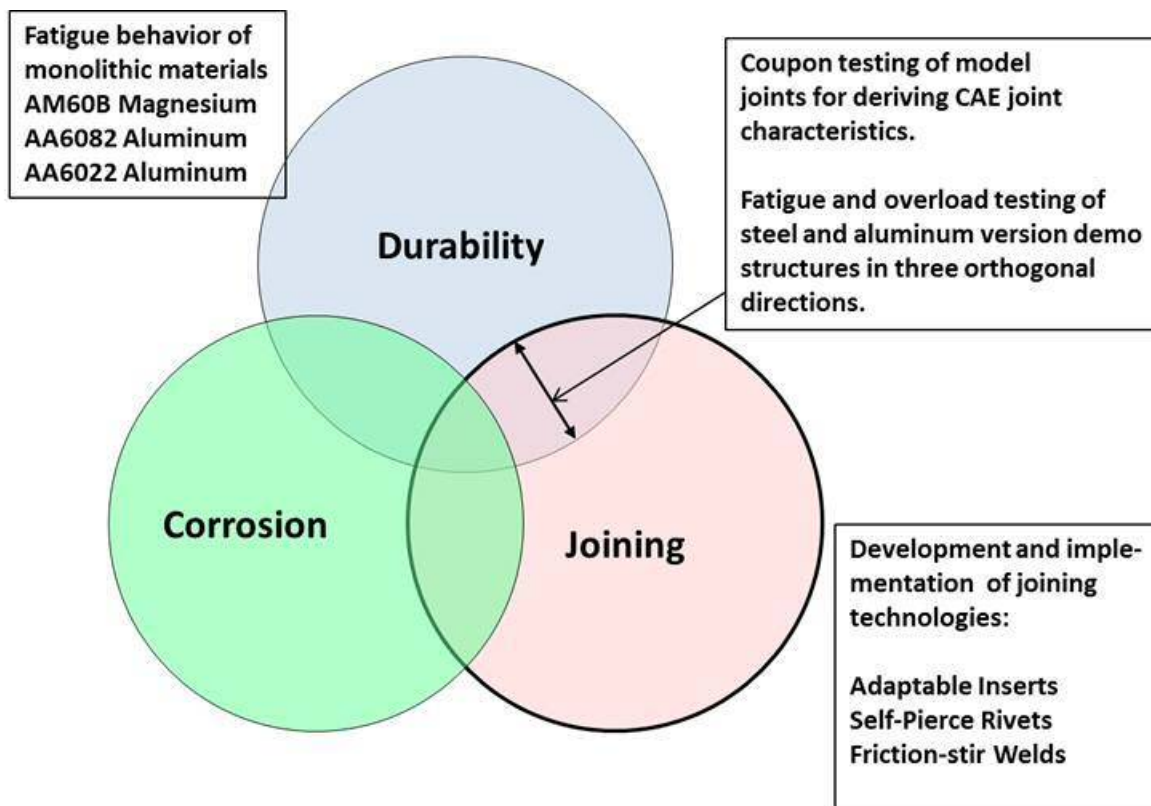 Fatigue behavior of
monolithic materials
AM60B Magnesium
AA6082 Aluminum
AA6022 Aluminum
Coupon testing of model
joints for deriving CAE joint
characteristics.
Fatigue and overload testing of
steel and aluminum version demo
structures in three orthogonal
directions.
Durability
Corrosion
Joining
Development and imple-
mentation of joining
technologies:
Adaptable Inserts
Self-Pierce Rivets
Friction-stir Welds